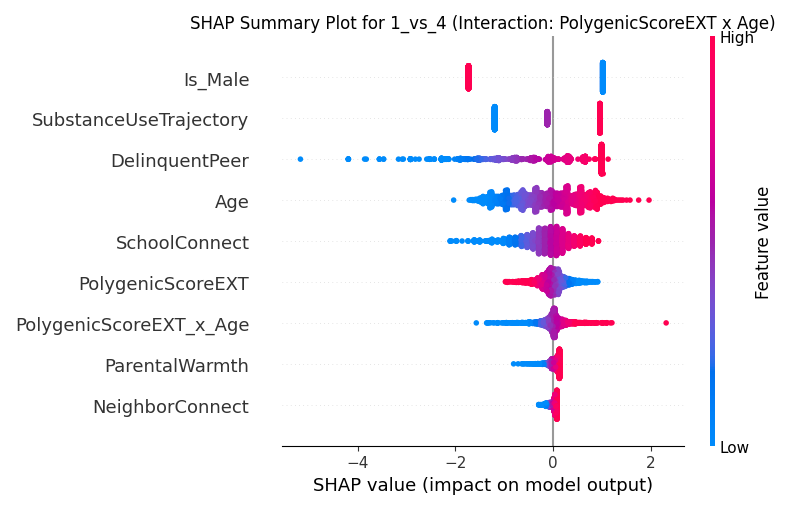 SHAP Summary Plot for 1_vs_4 (Interaction: PolygenicScoreEXT x Age)
High
Is_Male
SubstanceUseTrajectory
DelinquentPeer
Age
SchoolConnect
PolygenicScoreEXT
PolygenicScoreEXT_x_Age
ParentalWarmth
NeighborConnect
Feature value
Low
−4 −2 0 2
SHAP value (impact on model output)